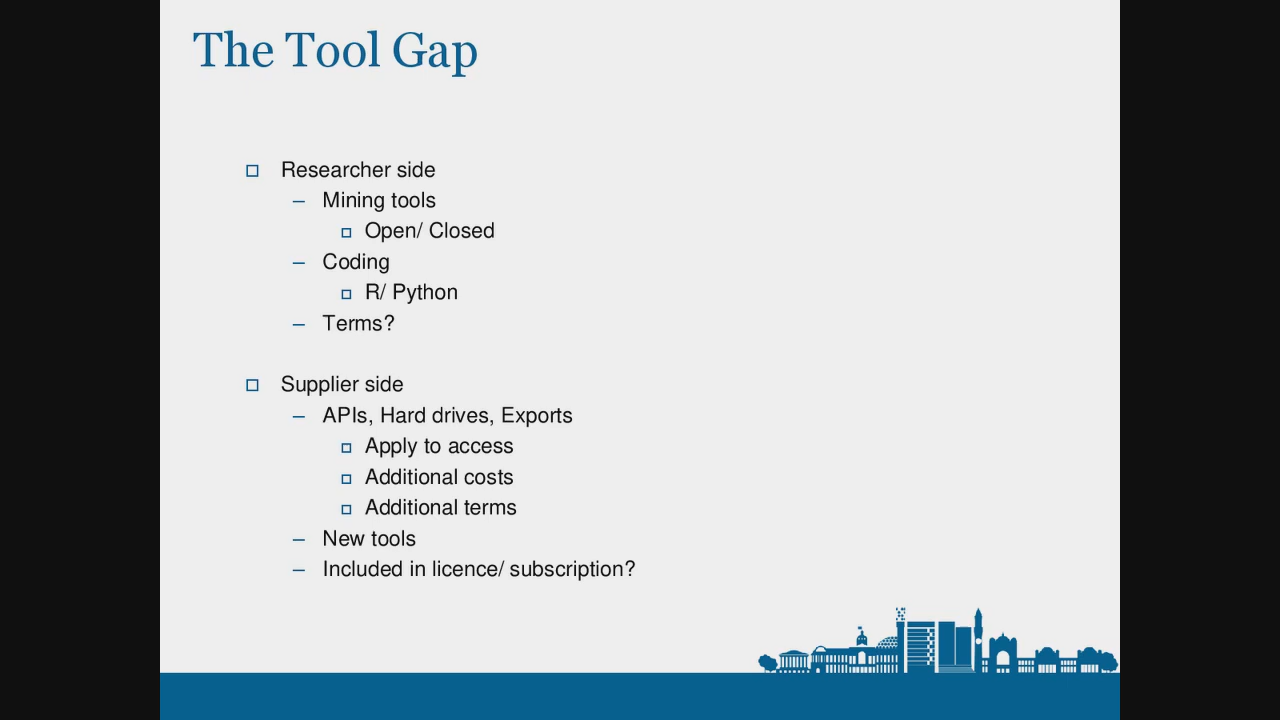 The Tool Gap
Researcher side
– Mining tools
Open/ Closed
– Coding
R/ Python
– Terms?
Supplier side
– APIs, Hard drives, Exports
Apply to access
Additional costs
Additional terms
– New tools
– Included in licence/ subscription?